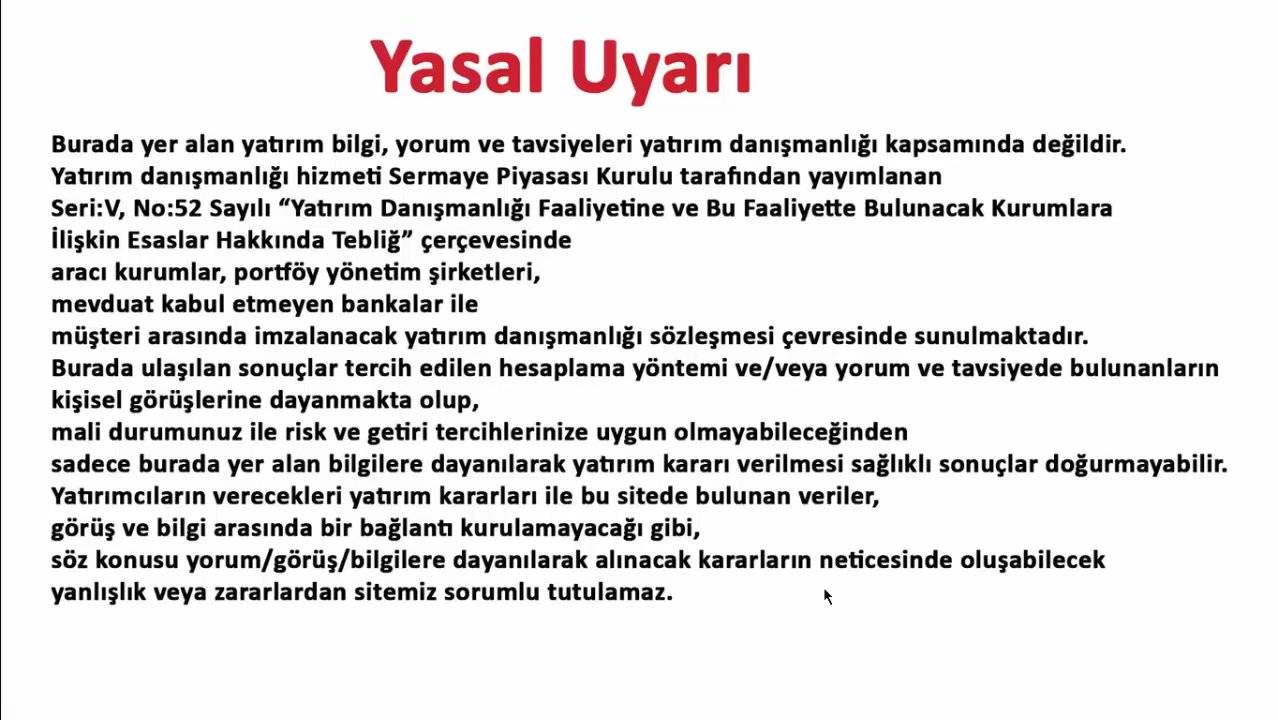 Yasal Uyarı
Burada yer alan yatırım bilgi, yorum ve tavsiyeleri yatırım danışmanlığı kapsamında değildir.
Yatırım danışmanlığı hizmeti Sermaye Piyasası Kurulu tarafından yayımlanan
Seri:V, No:52 Sayılı “Yatırım Danışmanlığı Faaliyetine ve Bu Faaliyette Bulunacak Kurumlara
İlişkin Esaslar Hakkında Tebliğ” çerçevesinde
aracı kurumlar, portföy yönetim şirketleri,
mevduat kabul etmeyen bankalar ile
müşteri arasında imzalanacak yatırım danışmanlığı sözleşmesi çevresinde sunulmaktadır.
Burada ulaşılan sonuçlar tercih edilen hesaplama yöntemi ve/veya yorum ve tavsiyede bulunanların
kişisel görüşlerine dayanmakta olup,
mali durumunuz ile risk ve getiri tercihlerinize uygun olmayabileceğinden
sadece burada yer alan bilgilere dayanılarak yatırım kararı verilmesi sağlıklı sonuçlar doğurmayabilir.
Yatırımcıların verecekleri yatırım kararları ile bu sitede bulunan veriler,
görüş ve bilgi arasında bir bağlantı kurulamayacağı gibi,
söz konusu yorum/görüş/bilgilere dayanılarak alınacak kararların neticesinde oluşabilecek
yanlışlık veya zararlardan sitemiz sorumlu tutulamaz.